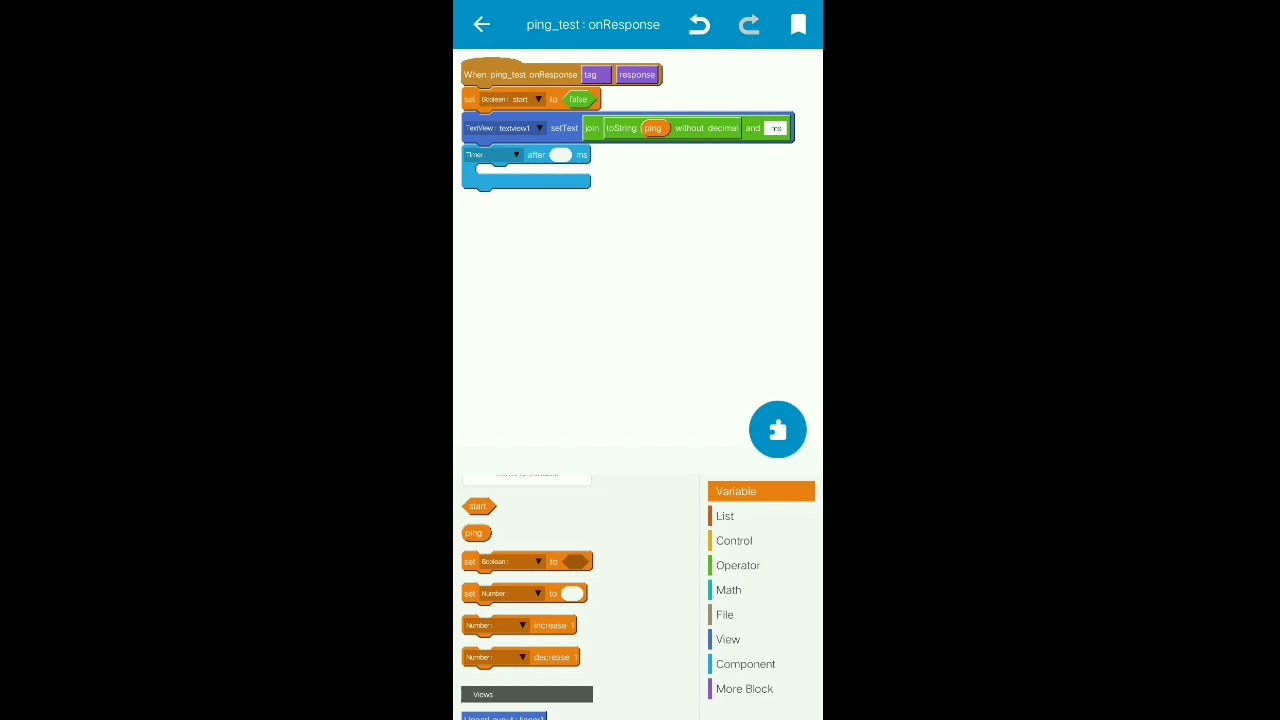 ping_test : onResponse
When ping_test onResponse tag response
set Boolean: start to false
TextView: textview1 setText join toString ping without decimal and ms
Timer: after ms
start
ping
set Boolean: to
set Number: to
Number: increase 1
Number: decrease 1
Views
LinearLayout : linear1
Variable
List
Control
Operator
Math
File
View
Component
More Block